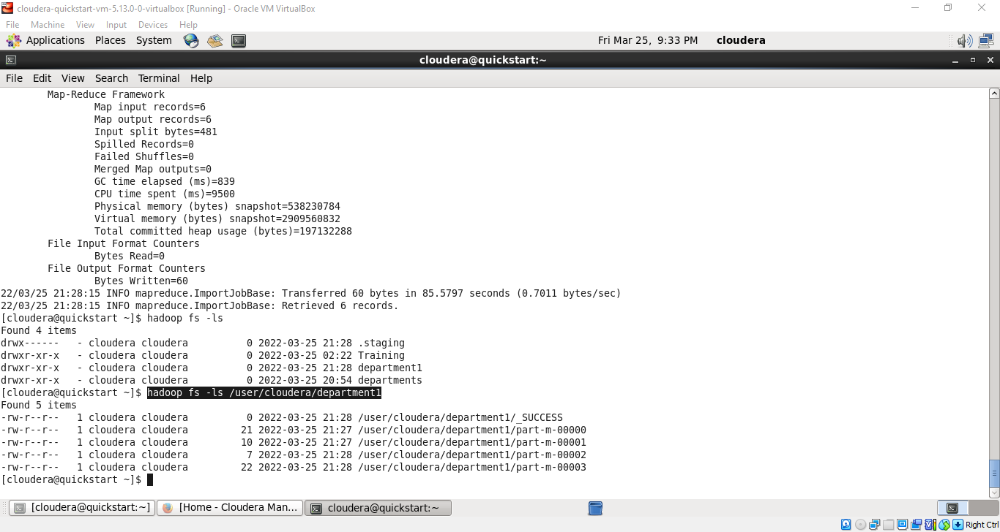 cloudera-quickstart-vm-5.13.0-0-virtualbox [Running] - Oracle VM VirtualBox
File Machine View Input Devices Help
Applications Places System Fri Mar 25, 9:33 PM cloudera
cloudera@quickstart:~
File Edit View Search Terminal Help
Map-Reduce Framework
Map input records=6
Map output records=6
Input split bytes=481
Spilled Records=0
Failed Shuffles=0
Merged Map outputs=0
GC time elapsed (ms)=839
CPU time spent (ms)=9500
Physical memory (bytes) snapshot=538230784
Virtual memory (bytes) snapshot=2909560832
Total committed heap usage (bytes)=197132288
File Input Format Counters
Bytes Read=0
File Output Format Counters
Bytes Written=60
22/03/25 21:28:15 INFO mapreduce.ImportJobBase: Transferred 60 bytes in 85.5797 seconds (0.7011 bytes/sec)
22/03/25 21:28:15 INFO mapreduce.ImportJobBase: Retrieved 6 records.
[cloudera@quickstart ~]$ hadoop fs -ls
Found 4 items
drwx------ - cloudera cloudera 0 2022-03-25 21:28 .staging
drwxr-xr-x - cloudera cloudera 0 2022-03-25 02:22 Training
drwxr-xr-x - cloudera cloudera 0 2022-03-25 21:28 department1
drwxr-xr-x - cloudera cloudera 0 2022-03-25 20:54 departments
[cloudera@quickstart ~]$ hadoop fs -ls /user/cloudera/department1
Found 5 items
-rw-r--r-- 1 cloudera cloudera 0 2022-03-25 21:28 /user/cloudera/department1/_SUCCESS
-rw-r--r-- 1 cloudera cloudera 21 2022-03-25 21:27 /user/cloudera/department1/part-m-00000
-rw-r--r-- 1 cloudera cloudera 10 2022-03-25 21:27 /user/cloudera/department1/part-m-00001
-rw-r--r-- 1 cloudera cloudera 7 2022-03-25 21:28 /user/cloudera/department1/part-m-00002
-rw-r--r-- 1 cloudera cloudera 22 2022-03-25 21:28 /user/cloudera/department1/part-m-00003
[cloudera@quickstart ~]$
[cloudera@quickstart:~] [Home - Cloudera Man... cloudera@quickstart:~
Right Ctrl